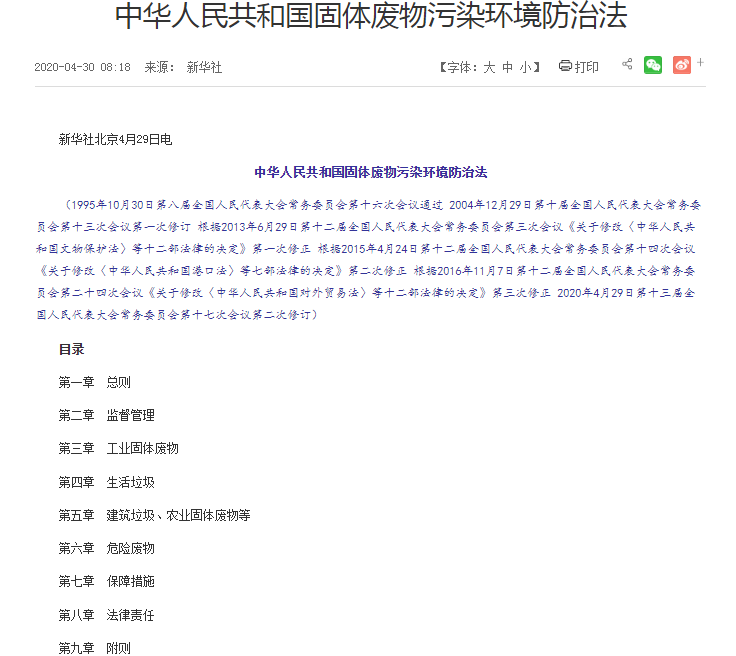 中华人民共和国固体废物污染环境防治法
2020-04-30 08:18 来源： 新华社 【字体：大 中 小】 打印 +
新华社北京4月29日电
中华人民共和国固体废物污染环境防治法
（1995年10月30日第八届全国人民代表大会常务委员会第十六次会议通过 2004年12月29日第十届全国人民代表大会常务委
员会第十三次会议第一次修订 根据2013年6月29日第十二届全国人民代表大会常务委员会第三次会议《关于修改〈中华人民共
和国文物保护法〉等十二部法律的决定》第一次修正 根据2015年4月24日第十二届全国人民代表大会常务委员会第十四次会议
《关于修改〈中华人民共和国港口法〉等七部法律的决定》第二次修正 根据2016年11月7日第十二届全国人民代表大会常务委
员会第二十四次会议《关于修改〈中华人民共和国对外贸易法〉等十二部法律的决定》第三次修正 2020年4月29日第十三届全
国人民代表大会常务委员会第十七次会议第二次修订）
目录
第一章 总则
第二章 监督管理
第三章 工业固体废物
第四章 生活垃圾
第五章 建筑垃圾、农业固体废物等
第六章 危险废物
第七章 保障措施
第八章 法律责任
第九章 附则